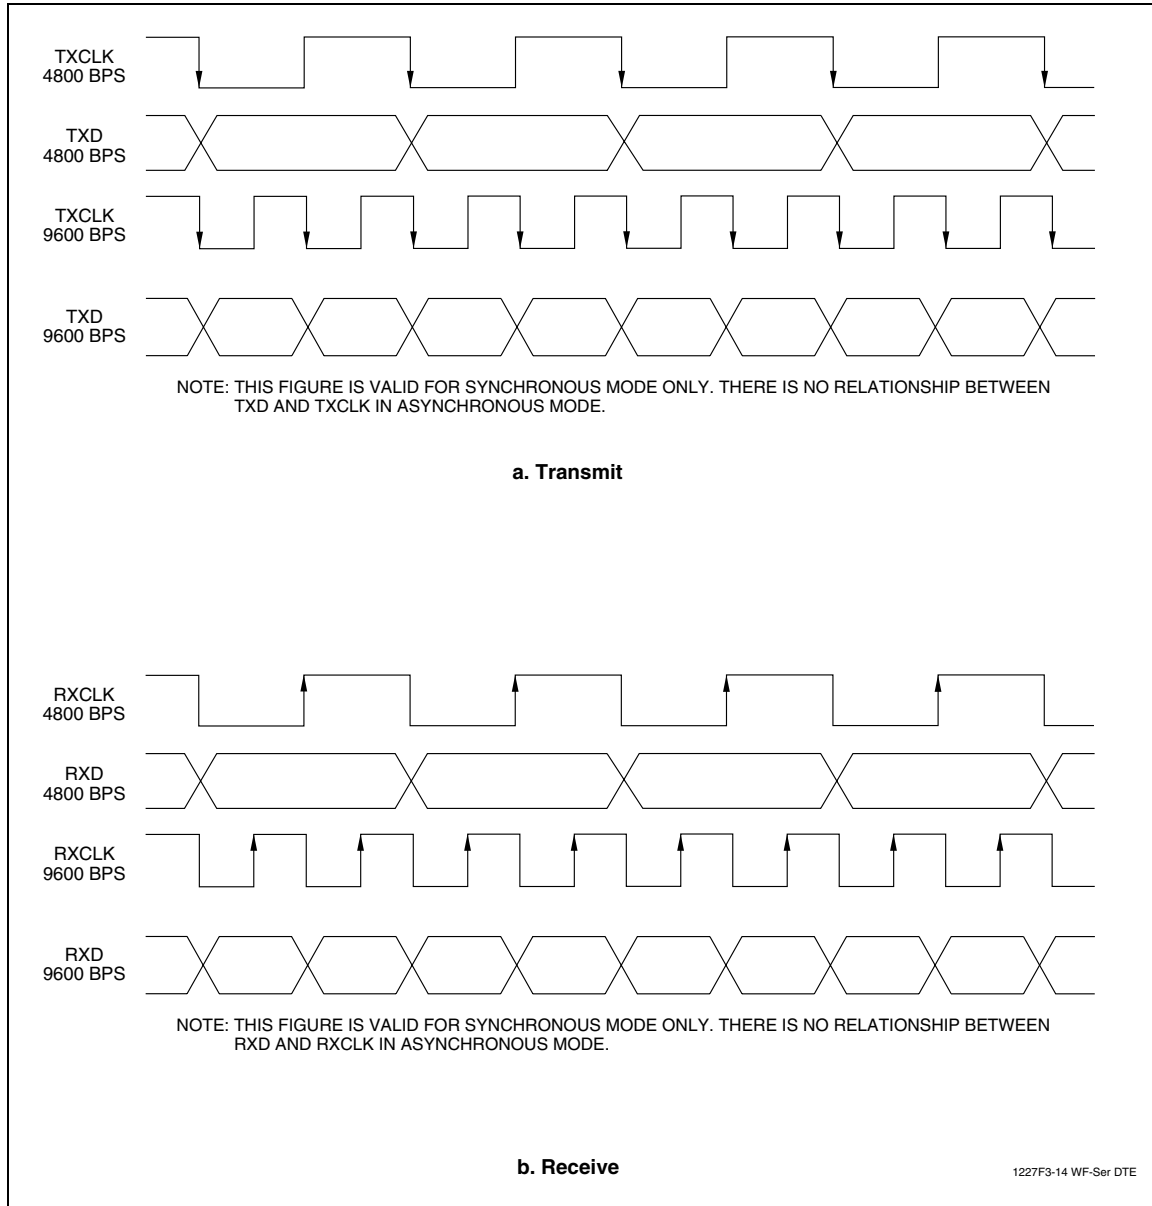 TXCLK
4800 BPS
TXD
4800 BPS
TXCLK
9600 BPS
TXD
9600 BPS
NOTE: THIS FIGURE IS VALID FOR SYNCHRONOUS MODE ONLY. THERE IS NO RELATIONSHIP BETWEEN
TXD AND TXCLK IN ASYNCHRONOUS MODE.
a. Transmit
RXCLK
4800 BPS
RXD
4800 BPS
RXCLK
9600 BPS
RXD
9600 BPS
NOTE: THIS FIGURE IS VALID FOR SYNCHRONOUS MODE ONLY. THERE IS NO RELATIONSHIP BETWEEN
RXD AND RXCLK IN ASYNCHRONOUS MODE.
b. Receive
1227F3-14 WF-Ser DTE